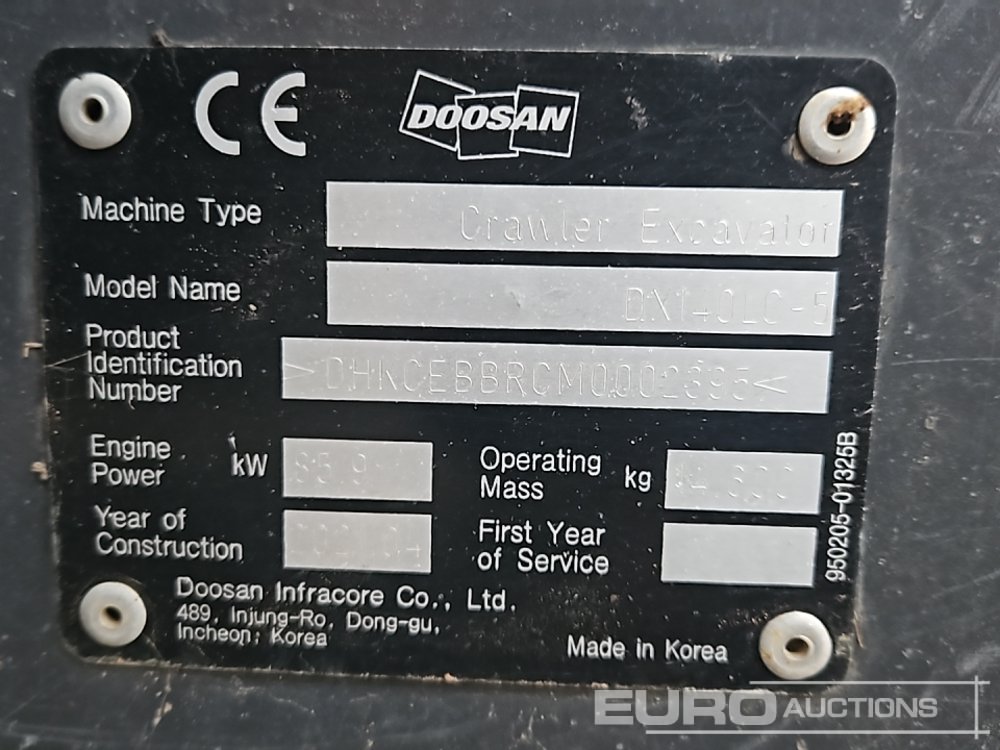 CE DOOSAN
Machine Type Crawler Excavator
Model Name DX140LC-5
Product
Identification
Number
Engine
Power kW
Operating
Mass kg
Year of
Construction
First Year
of Service
950205-01325B
Doosan Infracore Co., Ltd.
489, Injung-Ro, Dong-gu,
Incheon, Korea
Made in Korea
EURO AUCTIONS